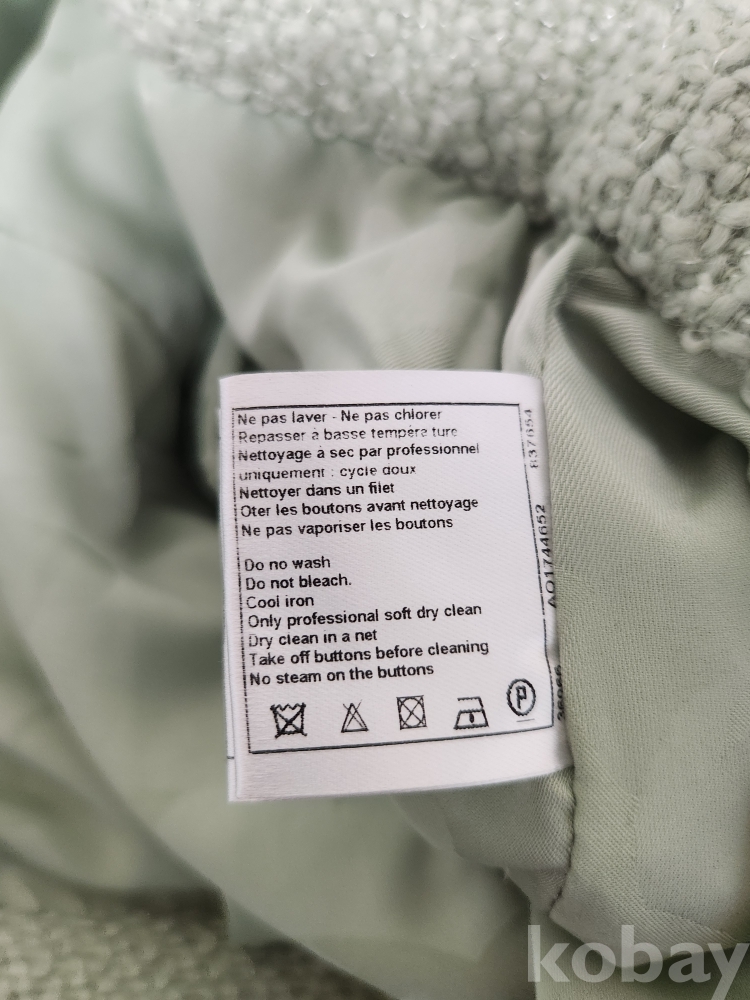 Ne pas laver - Ne pas chlorer
Repasser à basse tempéra ture
Nettoyage à sec par professionnel
uniquement : cycle doux
Nettoyer dans un filet
Oter les boutons avant nettoyage
Ne pas vaporiser les boutons
Do no wash
Do not bleach.
Cool iron
Only professional soft dry clean
Dry clean in a net
Take off buttons before cleaning
No steam on the buttons
P
637654
AO1744652
kobay